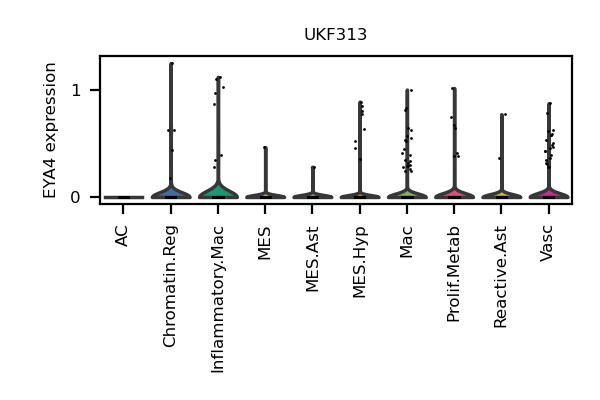 UKF313
EYA4 expression
1
0
AC
Chromatin.Reg
Inflammatory.Mac
MES
MES.Ast
MES.Hyp
Mac
Prolif.Metab
Reactive.Ast
Vasc